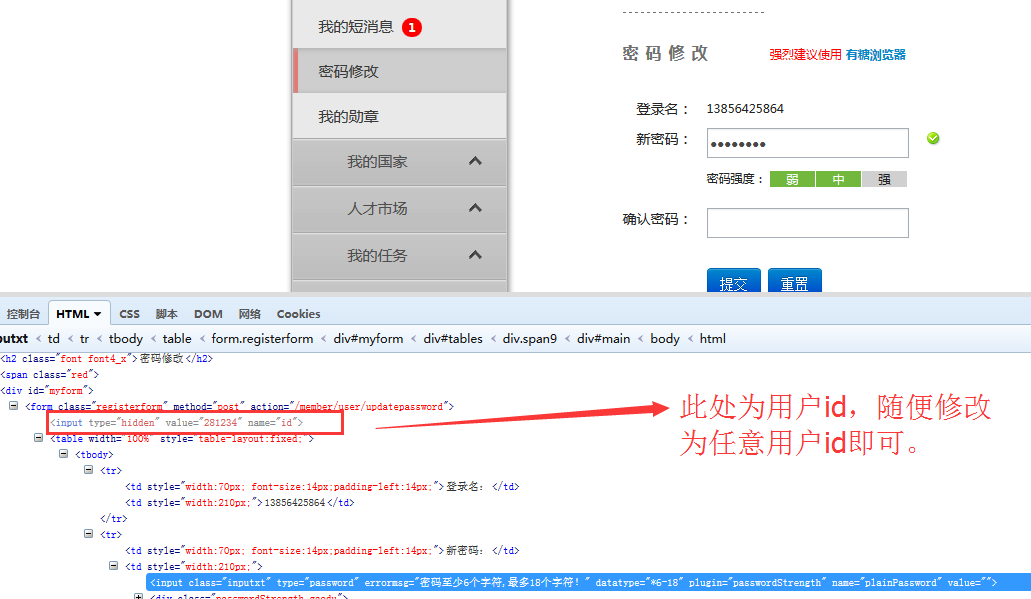 我的短消息 1
密码修改
我的勋章
我的国家
人才市场
我的任务
密码修改 强烈建议使用 有糖浏览器
登录名： 13856425864
新密码： ••••••••
密码强度： 弱 中 强
确认密码：
提交 重置
控制台 HTML CSS 脚本 DOM 网络 Cookies
putxt < td < tr < tbody < table < form.registerform < div#myform < div#tables < div.span9 < div#main < body < html
<h2 class="font font4_x">密码修改</h2>
<span class="red">
<div id="myform">
<form class="registerform" method="post" action="/member/user/updatepassword">
<input type="hidden" value="281234" name="id">
<table width="100%" style="table-layout:fixed;">
<tbody>
<tr>
<td style="width:70px; font-size:14px;padding-left:14px;">登录名：</td>
<td style="width:210px;">13856425864</td>
</tr>
<tr>
<td style="width:70px; font-size:14px;padding-left:14px;">新密码：</td>
<td style="width:210px;">
<input class="inputxt" type="password" errormsg="密码至少6个字符,最多18个字符！" datatype="*6-18" plugin="passwordStrength" name="plainPassword" value="">
<div class="passwordStrength
此处为用户id，随便修改
为任意用户id即可。